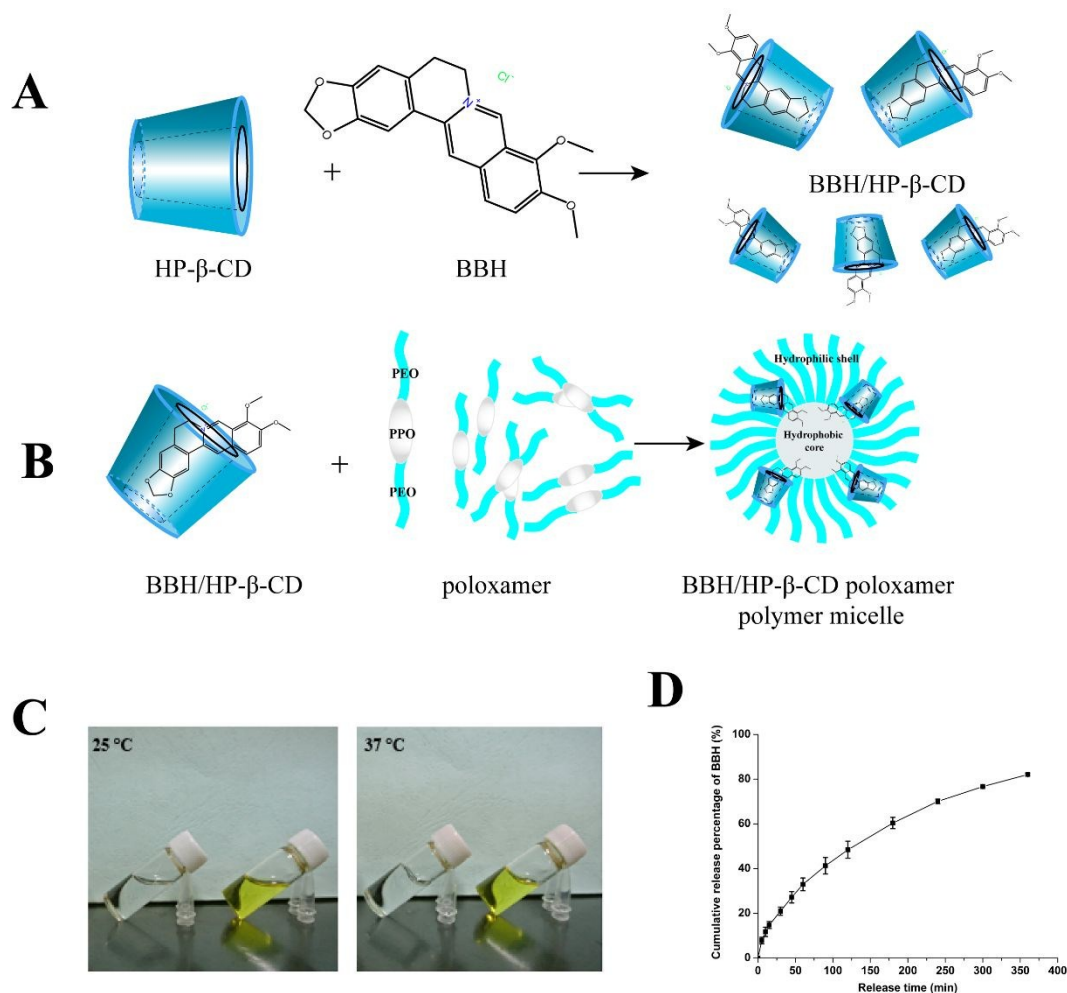 A
HP-β-CD
+
BBH
Cl⁻
N⁺
O
O
O
O
BBH/HP-β-CD
B
BBH/HP-β-CD
+
PEO
PPO
PEO
poloxamer
Hydrophilic shell
Hydrophobic
core
BBH/HP-β-CD poloxamer
polymer micelle
C
25 °C
37 °C
D
Cumulative release percentage of BBH (%)
100
80
60
40
20
0
0 50 100 150 200 250 300 350 400
Release time (min)